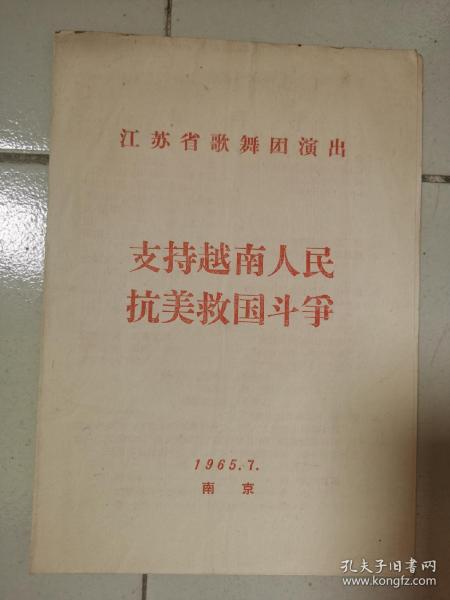 江苏省歌舞团演出
支持越南人民
抗美救国斗爭
1965.7.
南京
孔夫子旧书网
www.kongfz.com